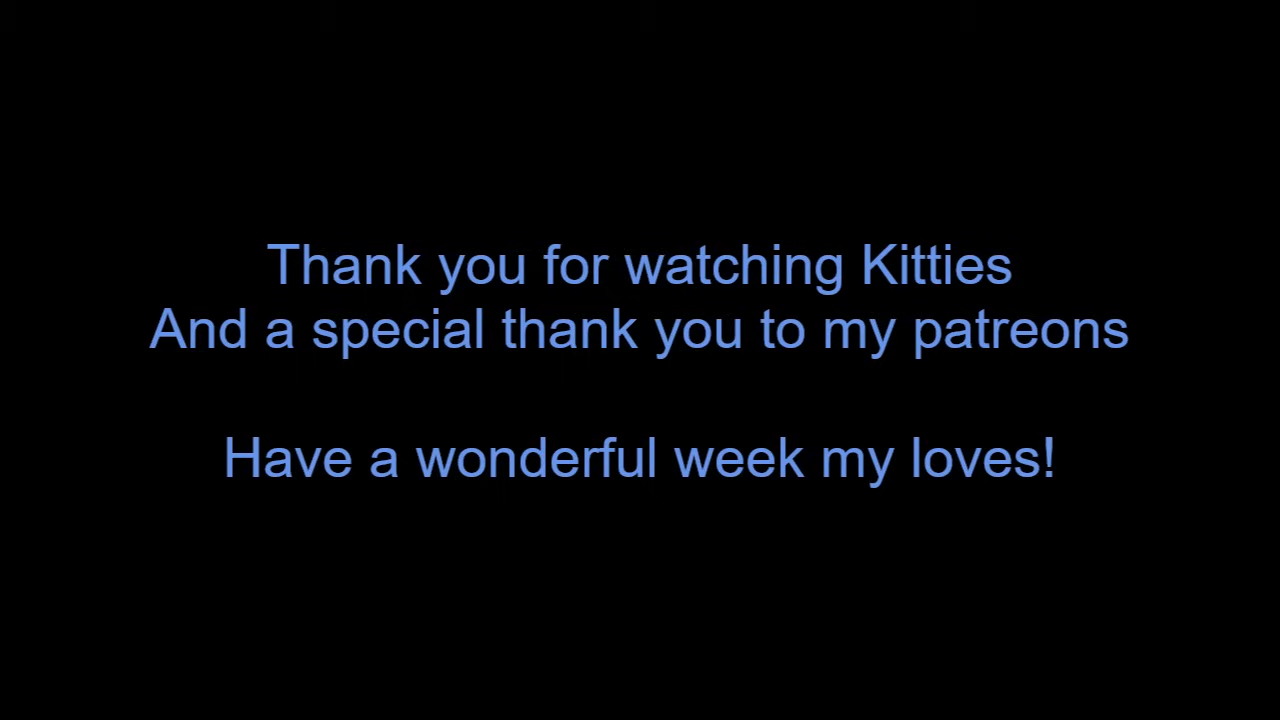 Thank you for watching Kitties
And a special thank you to my patreons
Have a wonderful week my loves!